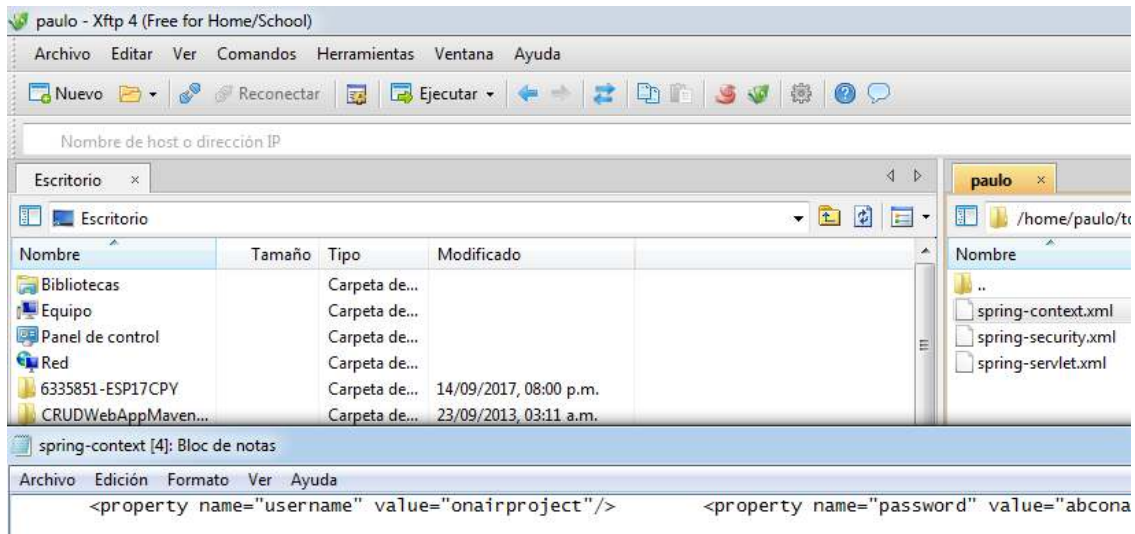 paulo - Xftp 4 (Free for Home/School)
Archivo Editar Ver Comandos Herramientas Ventana Ayuda
Nuevo Reconectar Ejecutar
Nombre de host o dirección IP
Escritorio paulo
Escritorio /home/paulo/to
Nombre Tamaño Tipo Modificado Nombre
Bibliotecas Carpeta de... ..
Equipo Carpeta de... spring-context.xml
Panel de control Carpeta de... spring-security.xml
Red Carpeta de... spring-servlet.xml
6335851-ESP17CPY Carpeta de... 14/09/2017, 08:00 p.m.
CRUDWebAppMaven... Carpeta de... 23/09/2013, 03:11 a.m.
spring-context [4]: Bloc de notas
Archivo Edición Formato Ver Ayuda
<property name="username" value="onairproject"/> <property name="password" value="abcona